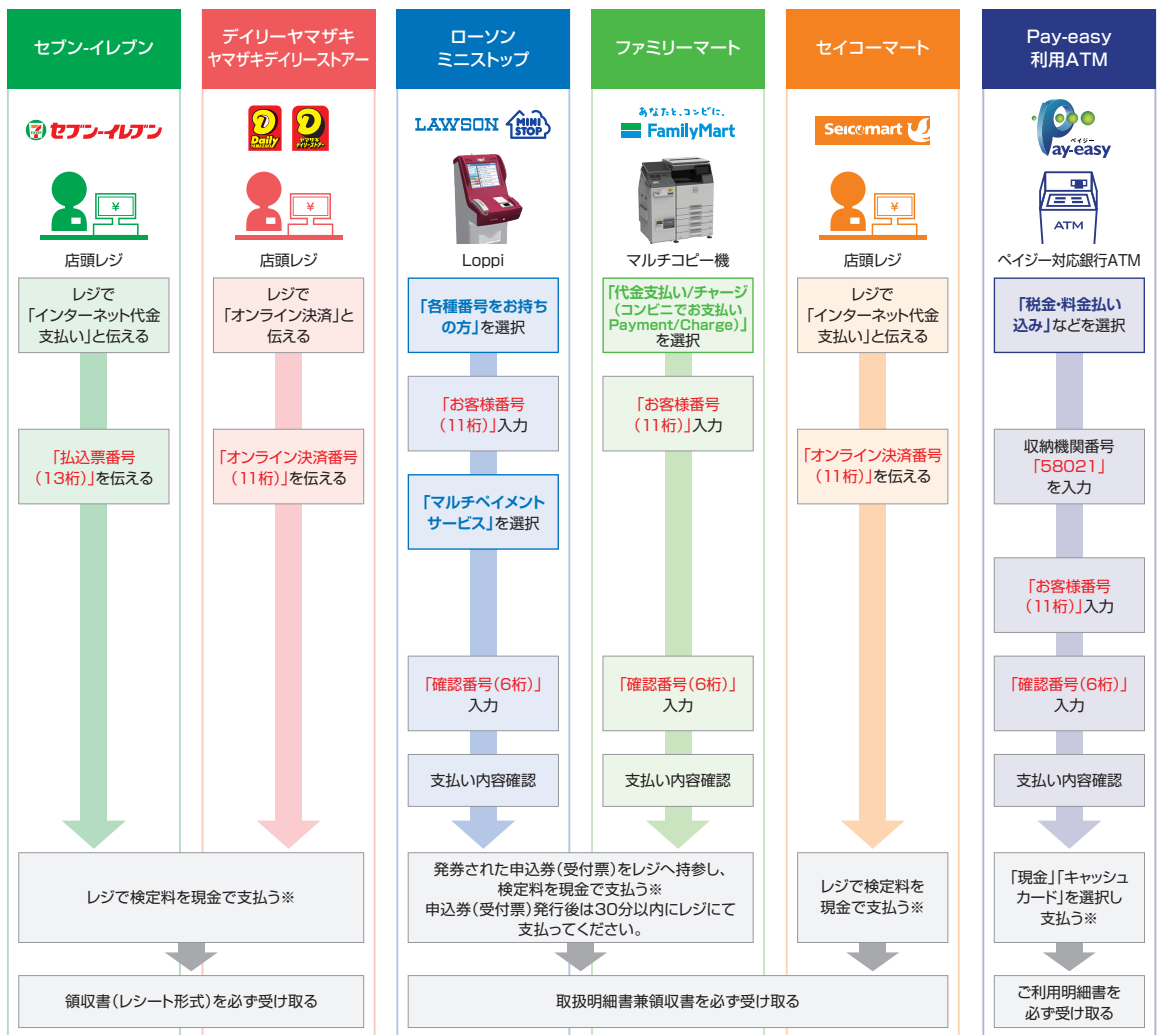 セブン-イレブン
デイリーヤマザキ
ヤマザキデイリーストアー
ローソン
ミニストップ
ファミリーマート
セイコーマート
Pay-easy
利用ATM
セブン-イレブン
Daily
YAMAZAKI
ヤマザキ
デイリーストアー
LAWSON
MINI
STOP
あなたと、コンビに、
FamilyMart
Seicomart
ペイジー
Pay-easy
¥
¥
¥
ATM
店頭レジ
店頭レジ
Loppi
マルチコピー機
店頭レジ
ペイジー対応銀行ATM
レジで
「インターネット代金
支払い」と伝える
レジで
「オンライン決済」と
伝える
「各種番号をお持ち
の方」を選択
「代金支払い/チャージ
(コンビニでお支払い
Payment/Charge)」
を選択
レジで
「インターネット代金
支払い」と伝える
「税金・料金払い
込み」などを選択
「お客様番号
(11桁)」入力
「お客様番号
(11桁)」入力
「払込票番号
(13桁)」を伝える
「オンライン決済番号
(11桁)」を伝える
「マルチペイメント
サービス」を選択
「オンライン決済番号
(11桁)」を伝える
収納機関番号
「58021」
を入力
「お客様番号
(11桁)」入力
「確認番号(6桁)」
入力
「確認番号(6桁)」
入力
「確認番号(6桁)」
入力
支払い内容確認
支払い内容確認
支払い内容確認
レジで検定料を現金で支払う※
発券された申込券(受付票)をレジへ持参し、
検定料を現金で支払う※
申込券(受付票)発行後は30分以内にレジにて
支払ってください。
レジで検定料を
現金で支払う※
「現金」「キャッシュ
カード」を選択し
支払う※
領収書(レシート形式)を必ず受け取る
取扱明細書兼領収書を必ず受け取る
ご利用明細書を
必ず受け取る